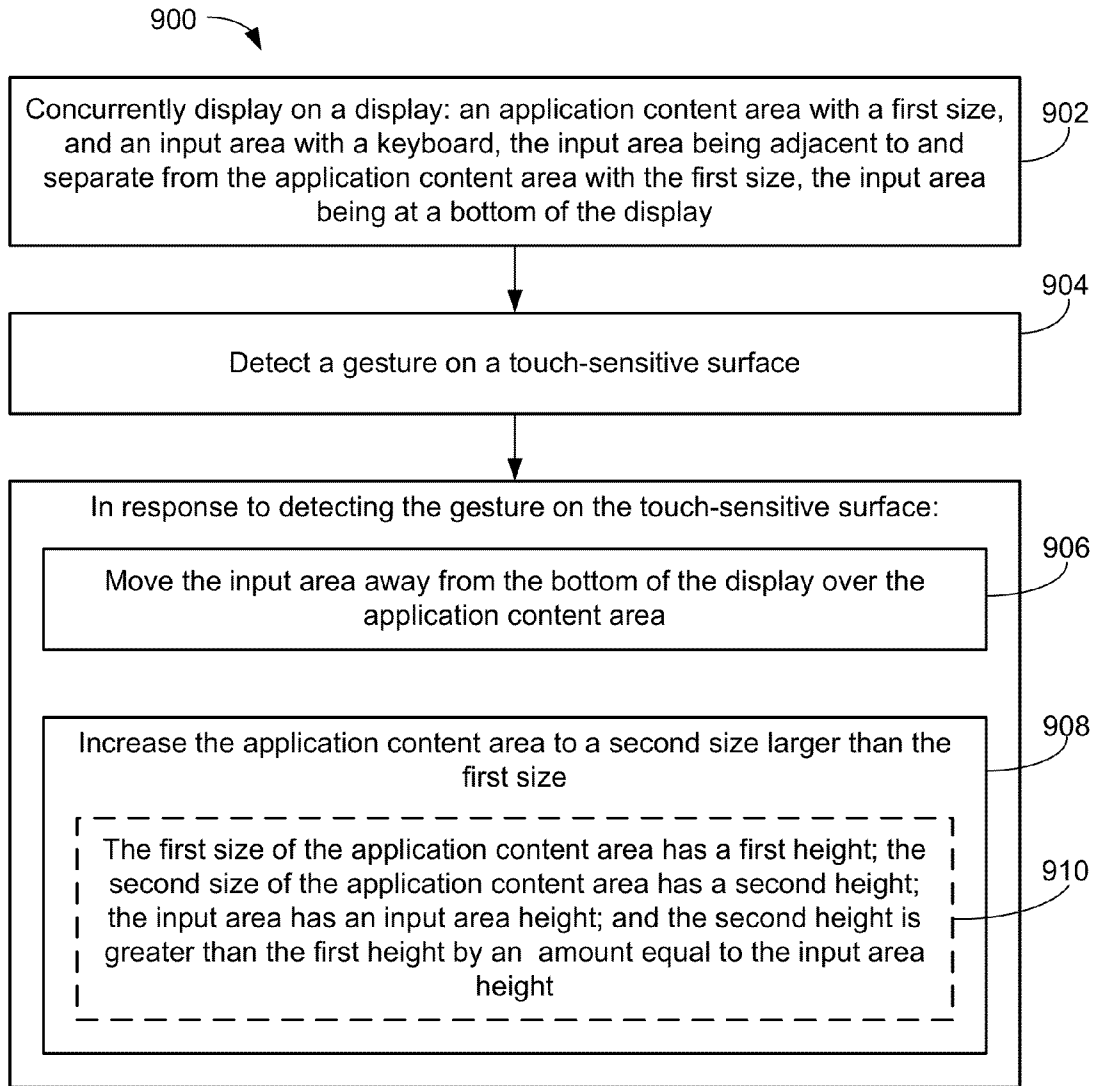 900
Concurrently display on a display: an application content area with a first size,
and an input area with a keyboard, the input area being adjacent to and
separate from the application content area with the first size, the input area
being at a bottom of the display
902
904
Detect a gesture on a touch-sensitive surface
In response to detecting the gesture on the touch-sensitive surface:
906
Move the input area away from the bottom of the display over the
application content area
908
Increase the application content area to a second size larger than the
first size
The first size of the application content area has a first height; the
second size of the application content area has a second height;
the input area has an input area height; and the second height is
greater than the first height by an amount equal to the input area
height
910